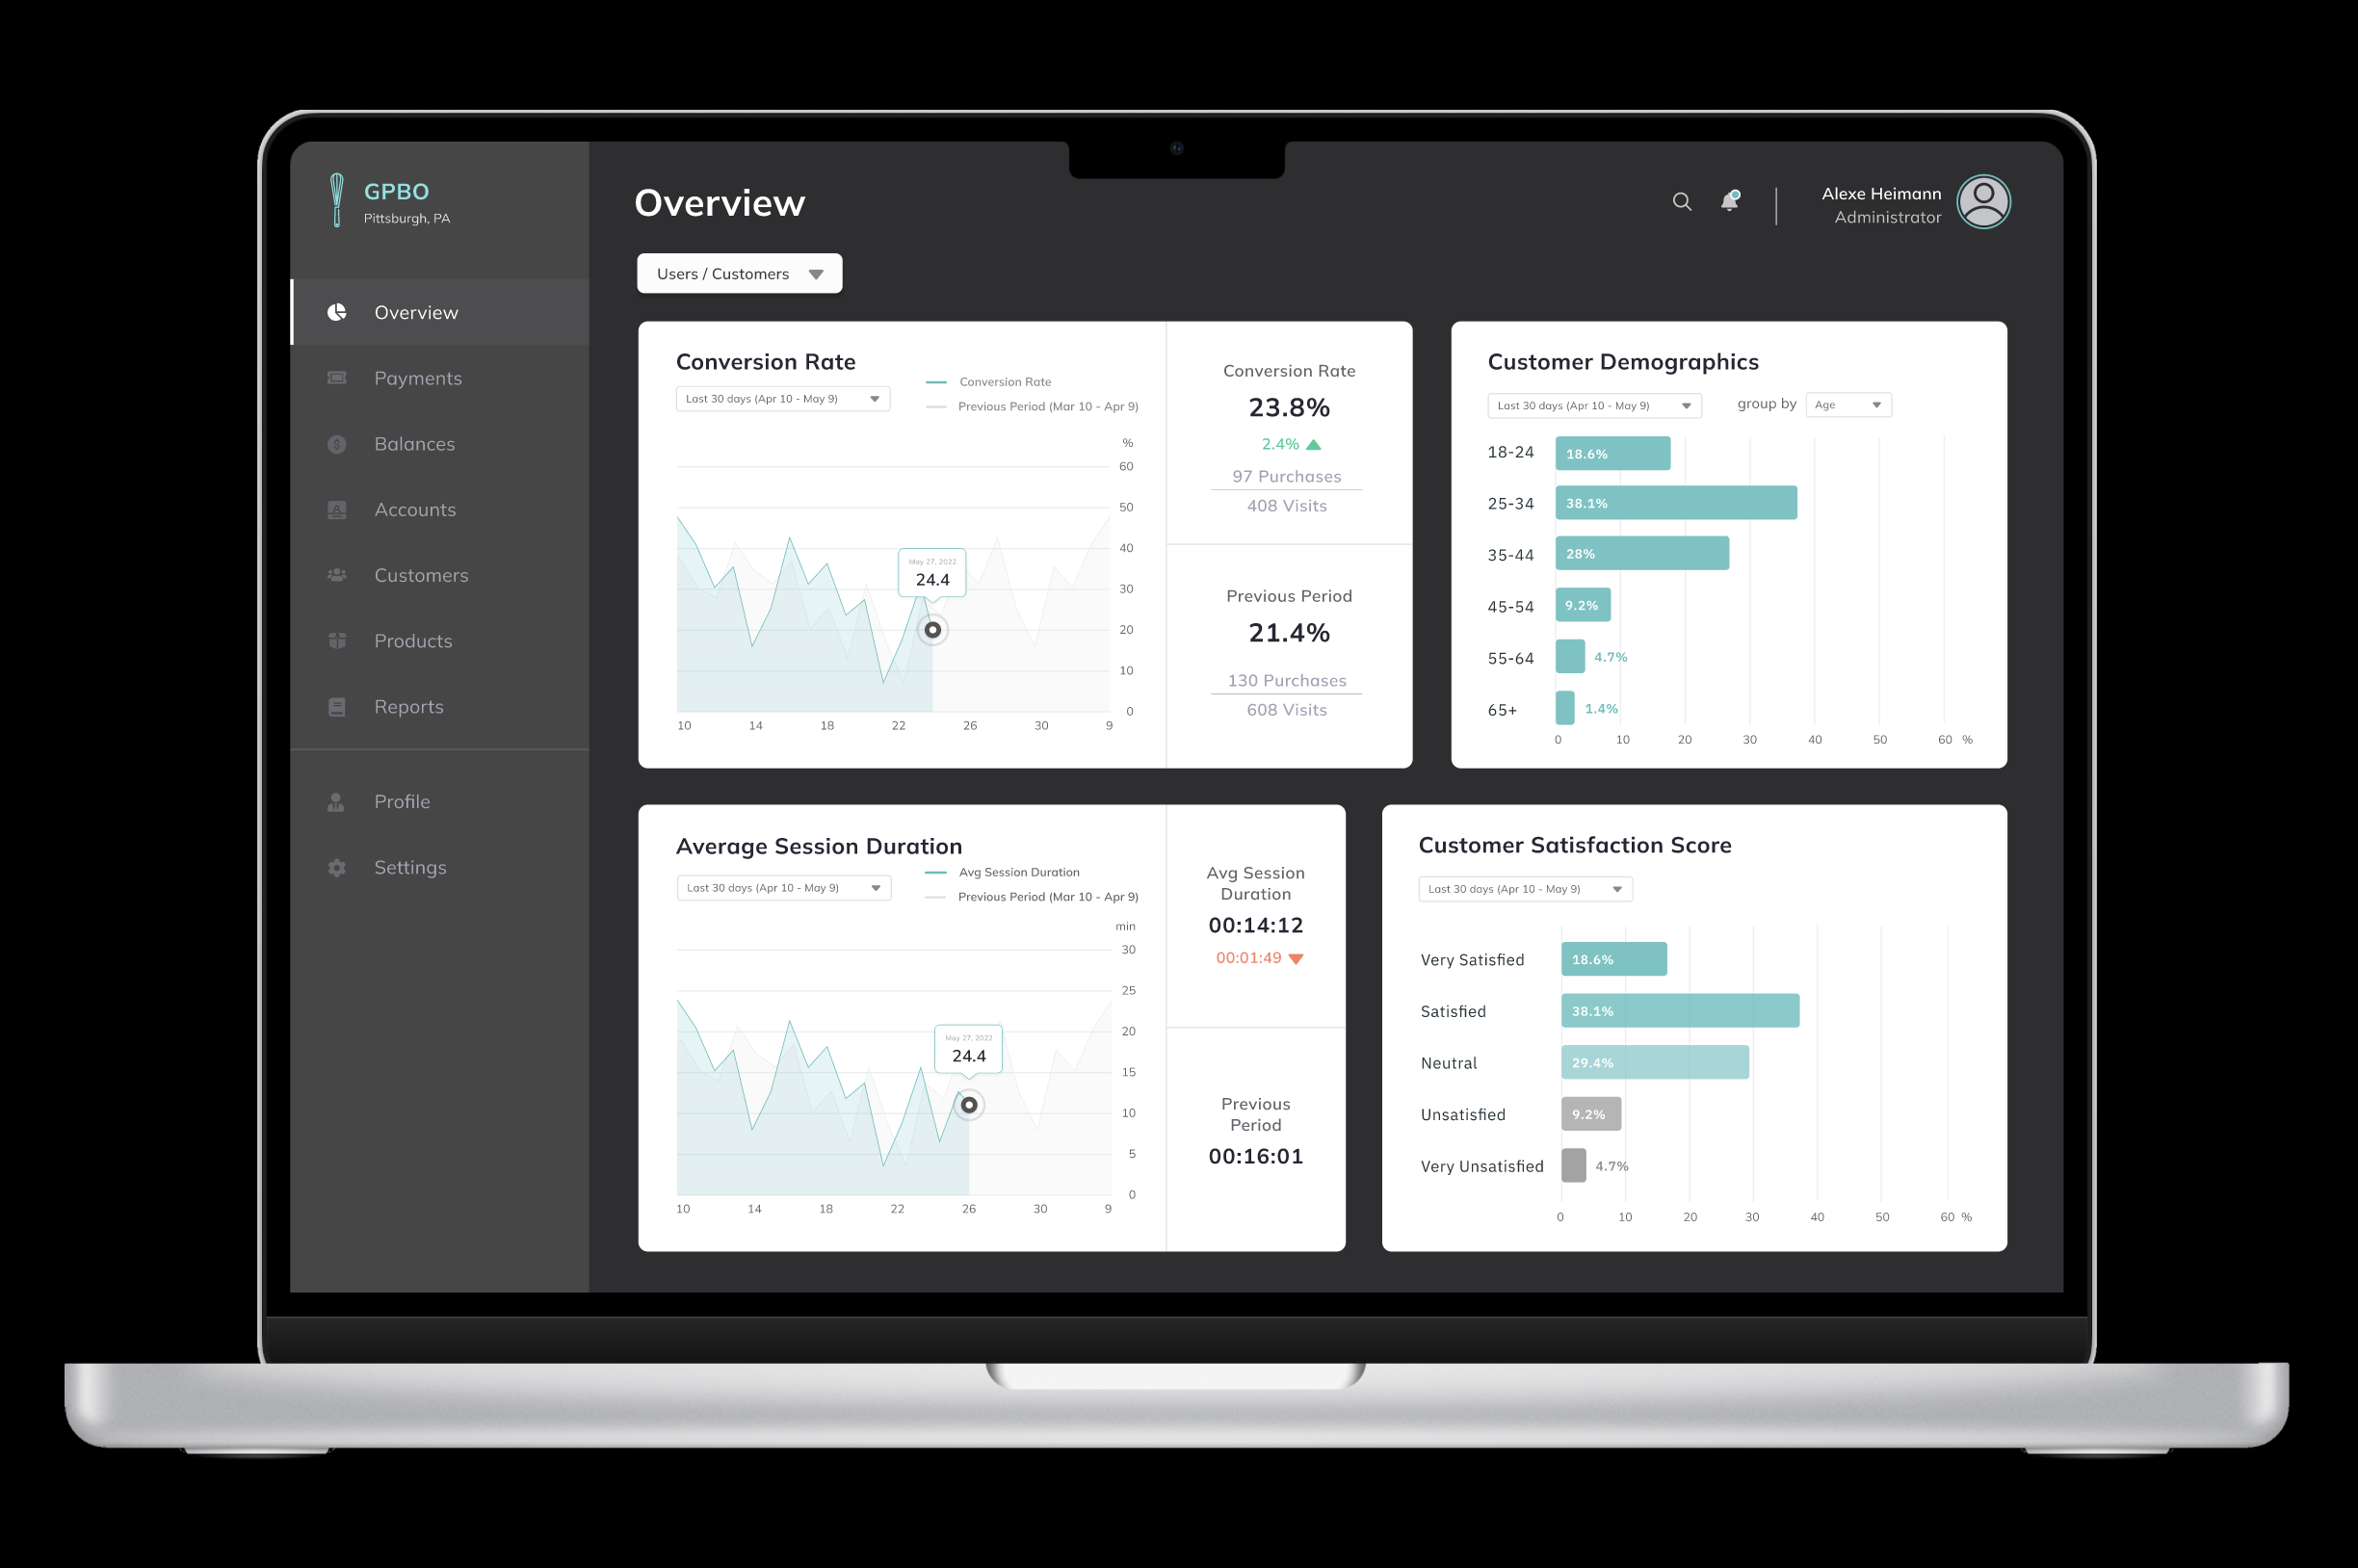 GPBO
Pittsburgh, PA
Overview
Payments
Balances
Accounts
Customers
Products
Reports
Profile
Settings
Overview
Alexe Heimann
Administrator
Users / Customers
Conversion Rate
Last 30 days (Apr 10 - May 9)
Conversion Rate
Previous Period (Mar 10 - Apr 9)
%
60
50
40
30
20
10
0
May 27, 2022
24.4
10 14 18 22 26 30 9
Conversion Rate
23.8%
2.4%
97 Purchases
408 Visits
Previous Period
21.4%
130 Purchases
608 Visits
Customer Demographics
Last 30 days (Apr 10 - May 9) group by Age
18-24 18.6%
25-34 38.1%
35-44 28%
45-54 9.2%
55-64 4.7%
65+ 1.4%
0 10 20 30 40 50 60 %
Average Session Duration
Last 30 days (Apr 10 - May 9)
Avg Session Duration
Previous Period (Mar 10 - Apr 9)
min
30
25
20
15
10
5
0
May 27, 2022
24.4
10 14 18 22 26 30 9
Avg Session
Duration
00:14:12
00:01:49
Previous
Period
00:16:01
Customer Satisfaction Score
Last 30 days (Apr 10 - May 9)
Very Satisfied 18.6%
Satisfied 38.1%
Neutral 29.4%
Unsatisfied 9.2%
Very Unsatisfied 4.7%
0 10 20 30 40 50 60 %